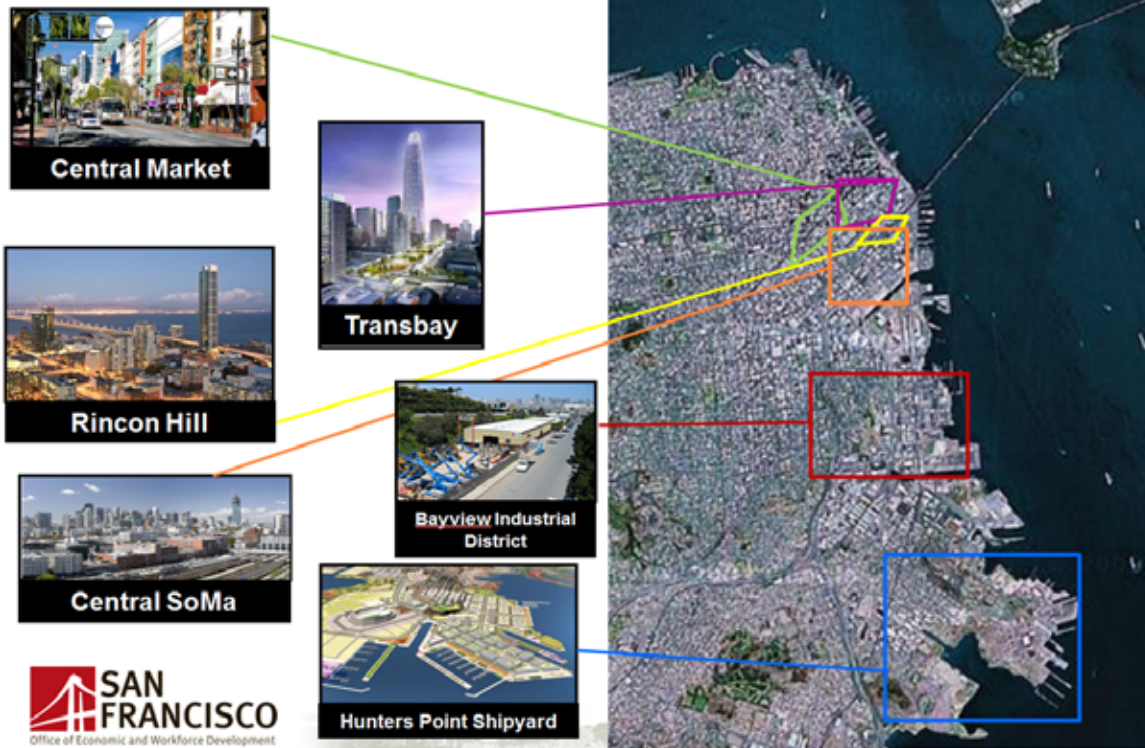 Central Market
Transbay
Rincon Hill
Bayview Industrial
District
Central SoMa
Hunters Point Shipyard
SAN
FRANCISCO
Office of Economic and Workforce Development